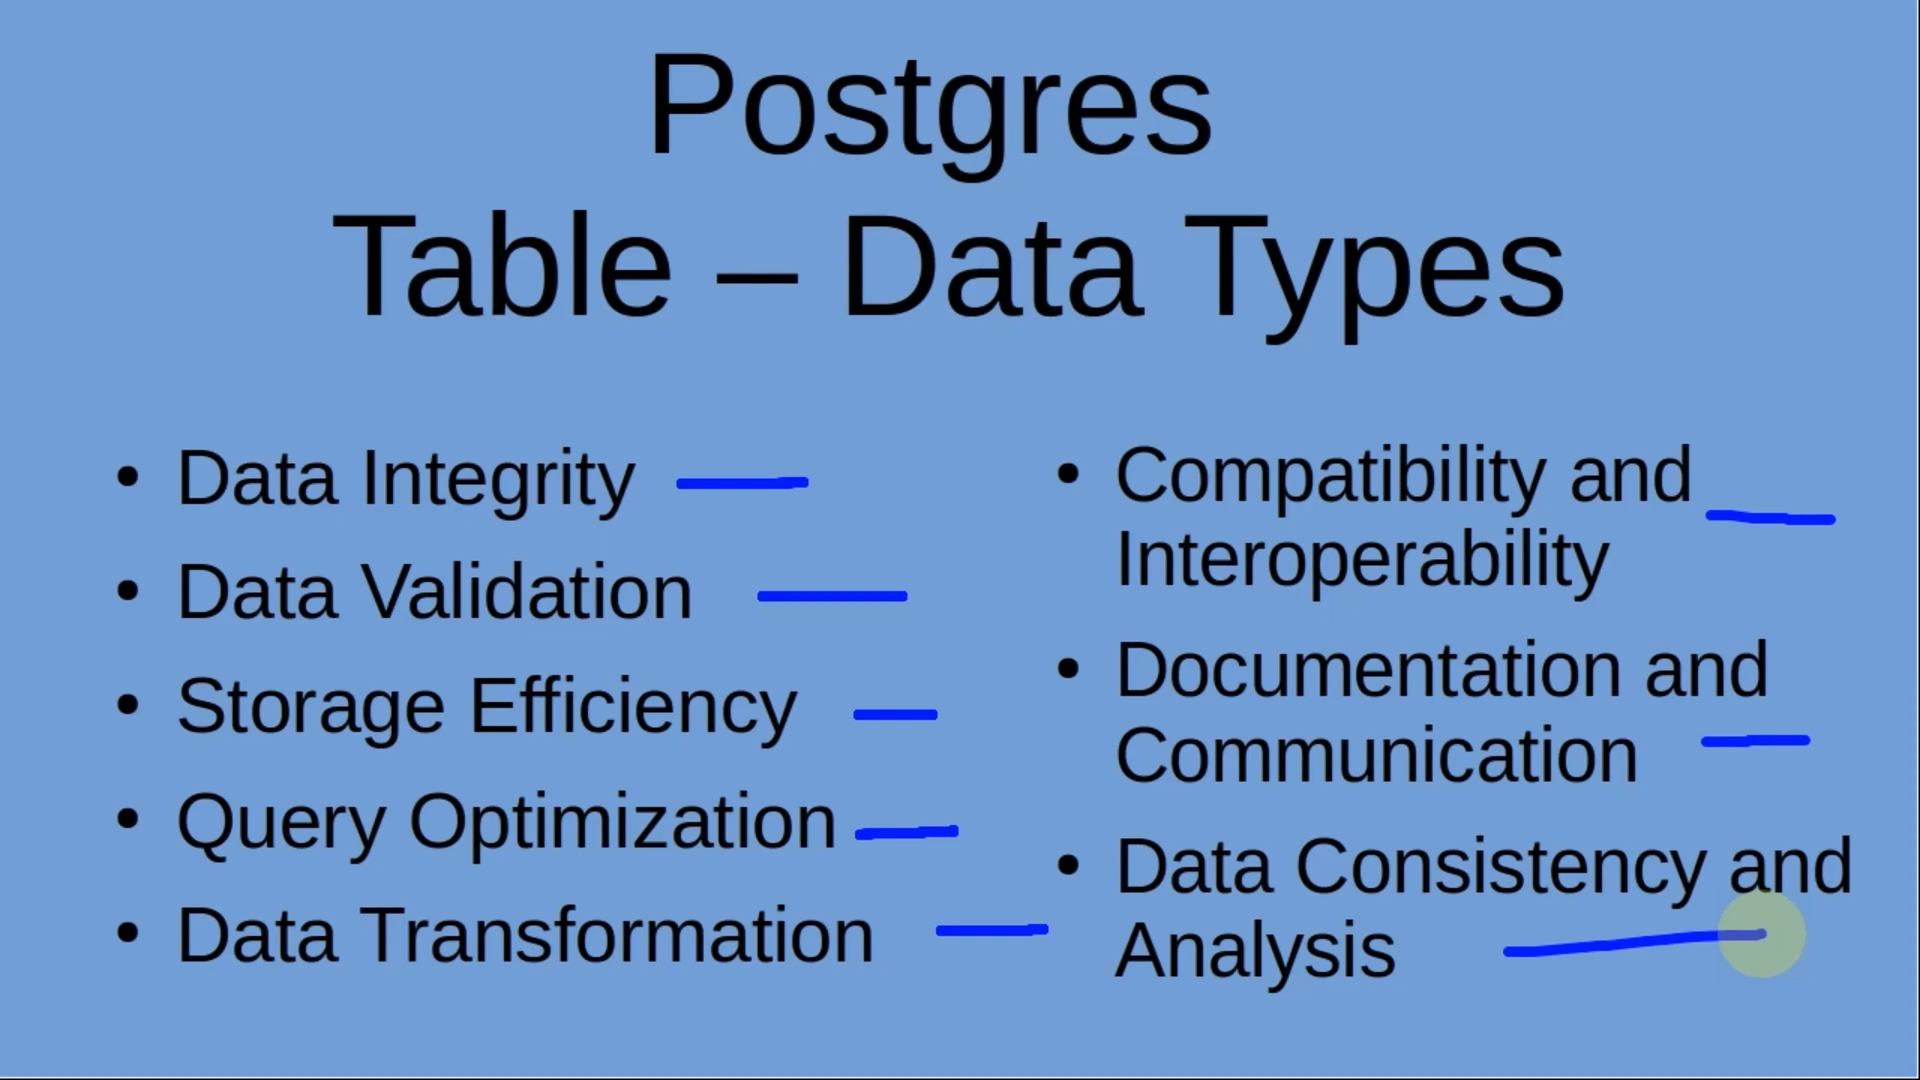 Postgres
Table – Data Types
• Data Integrity
• Data Validation
• Storage Efficiency
• Query Optimization
• Data Transformation
• Compatibility and
Interoperability
• Documentation and
Communication
• Data Consistency and
Analysis